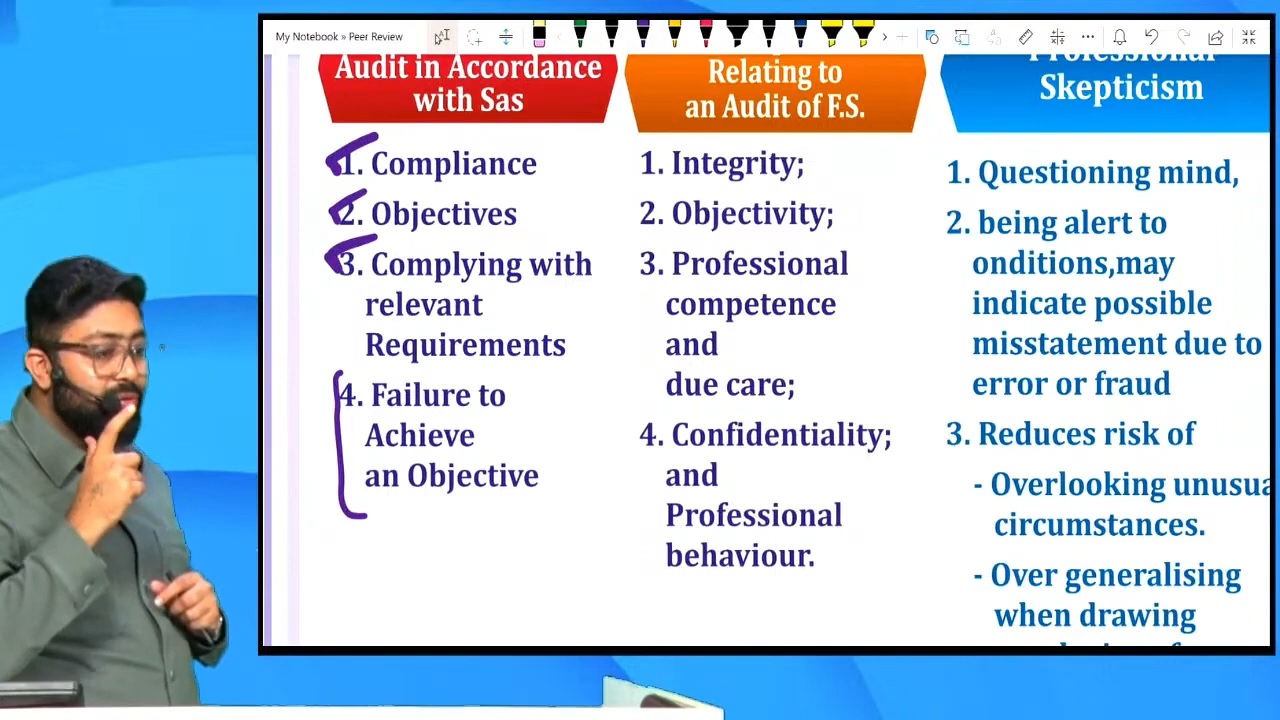 My Notebook » Peer Review
Audit in Accordance
with Sas
1. Compliance
2. Objectives
3. Complying with
relevant
Requirements
4. Failure to
Achieve
an Objective
Relating to
an Audit of F.S.
1. Integrity;
2. Objectivity;
3. Professional
competence
and
due care;
4. Confidentiality;
and
Professional
behaviour.
Professional
Skepticism
1. Questioning mind,
2. being alert to
onditions,may
indicate possible
misstatement due to
error or fraud
3. Reduces risk of
- Overlooking unusua
circumstances.
- Over generalising
when drawing